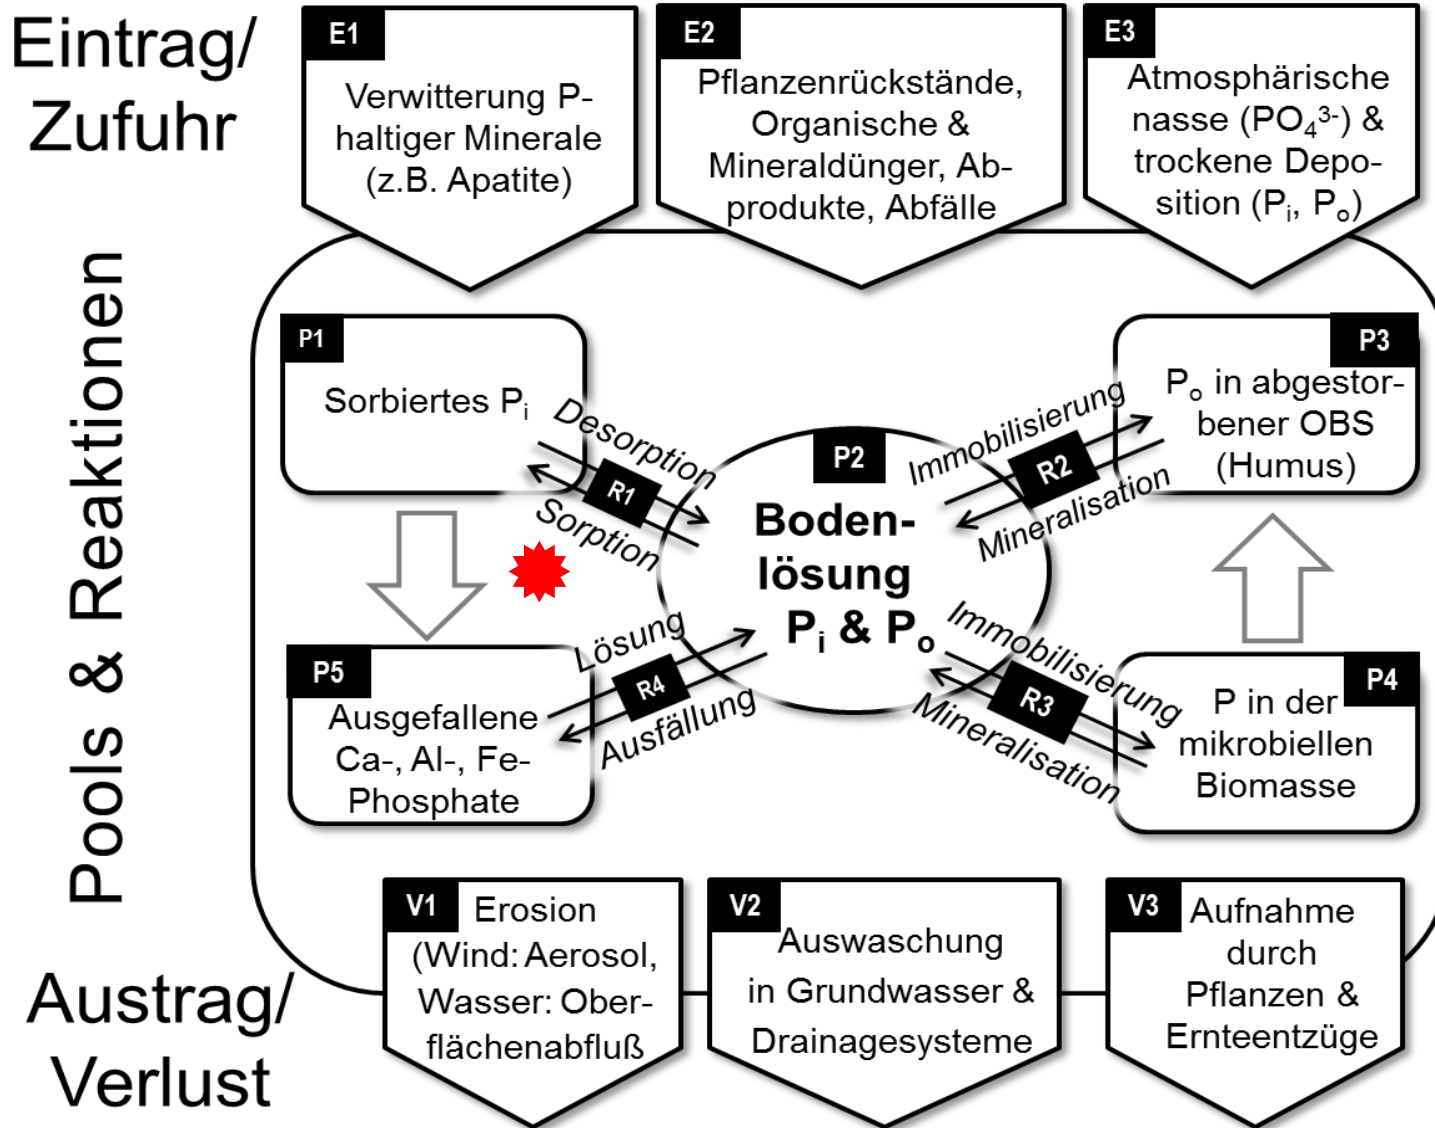 Eintrag/
Zufuhr
E1
Verwitterung P-
haltiger Minerale
(z.B. Apatite)
E2
Pflanzenrückstände,
Organische &
Mineraldünger, Ab-
produkte, Abfälle
E3
Atmosphärische
nasse (PO₄³⁻) &
trockene Depo-
sition (Pᵢ, Pₒ)
Pools & Reaktionen
P1
Sorbiertes Pᵢ
Desorption
R1
Sorption
P2
Boden-
lösung
Pᵢ & Pₒ
Immobilisierung
R2
Mineralisation
P3
Pₒ in abgestor-
bener OBS
(Humus)
P5
Ausgefallene
Ca-, Al-, Fe-
Phosphate
Lösung
R4
Ausfällung
Immobilisierung
R3
Mineralisation
P4
P in der
mikrobiellen
Biomasse
Austrag/
Verlust
V1
Erosion
(Wind: Aerosol,
Wasser: Ober-
flächenabfluß
V2
Auswaschung
in Grundwasser &
Drainagesysteme
V3
Aufnahme
durch
Pflanzen &
Ernteentzüge